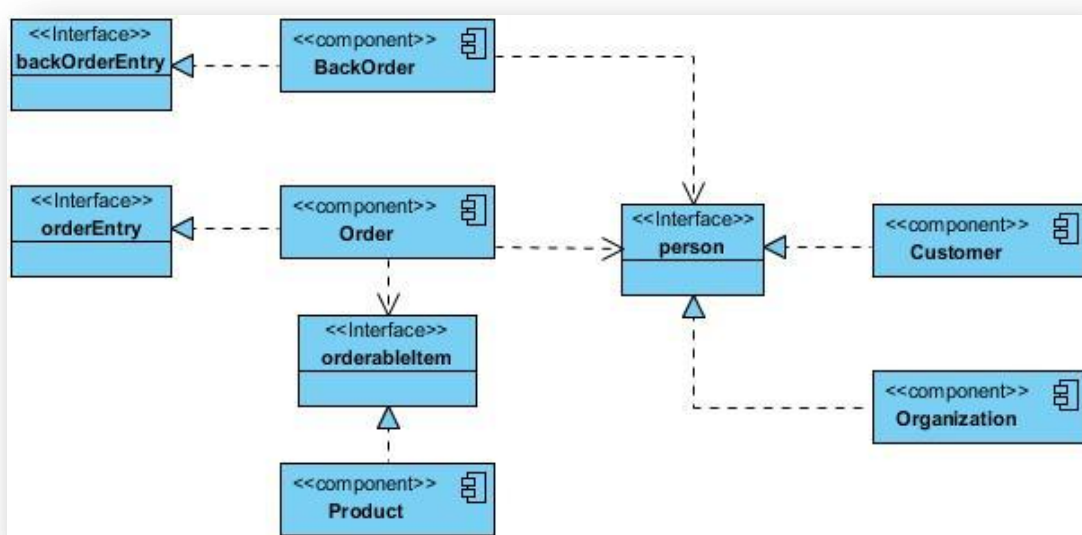 <<Interface>>
backOrderEntry
<<component>>
BackOrder
<<Interface>>
orderEntry
<<component>>
Order
<<Interface>>
person
<<component>>
Customer
<<Interface>>
orderableItem
<<component>>
Organization
<<component>>
Product